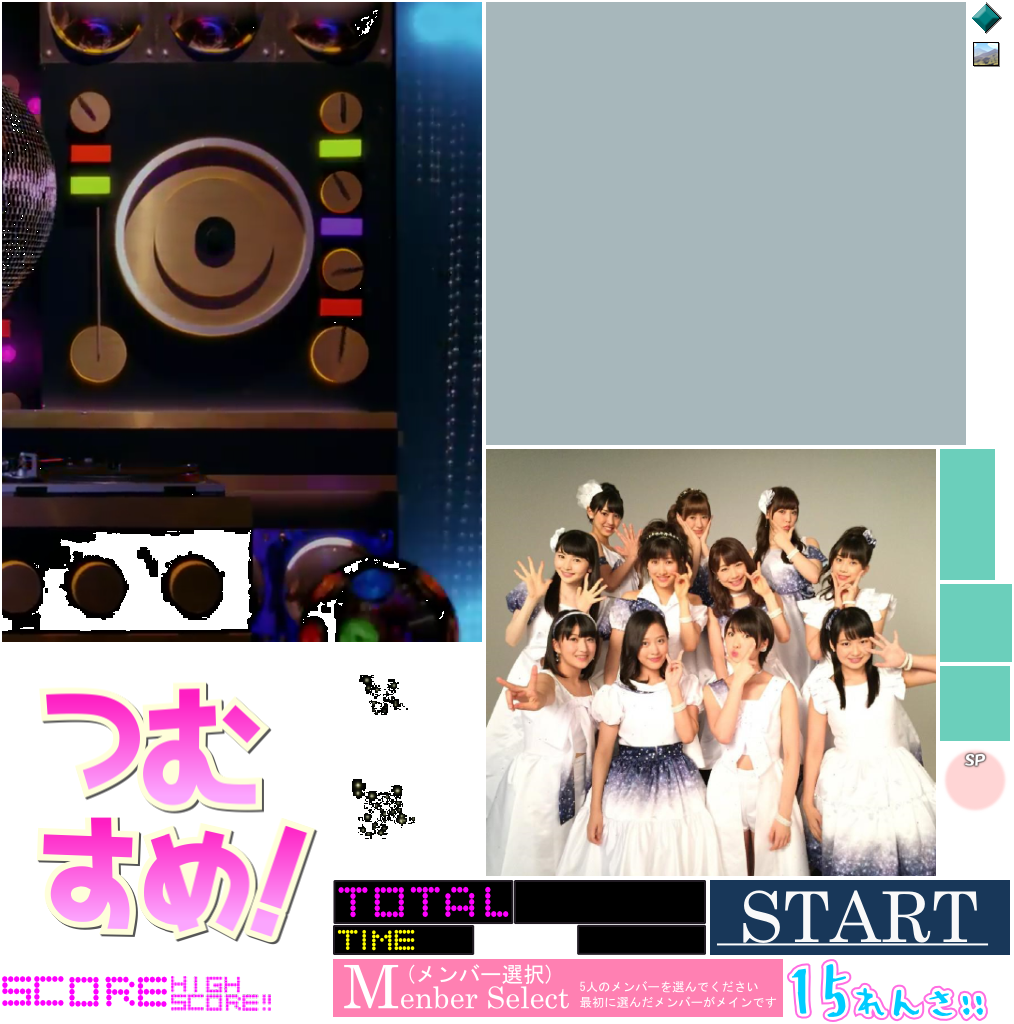 SP
つむ
すめ!
TOTAL
START
TIME
SCORE
HIGH
SCORE!!
Menber Select
(メンバー選択)
5人のメンバーを選んでください
最初に選んだメンバーがメインです
15れんさ!!